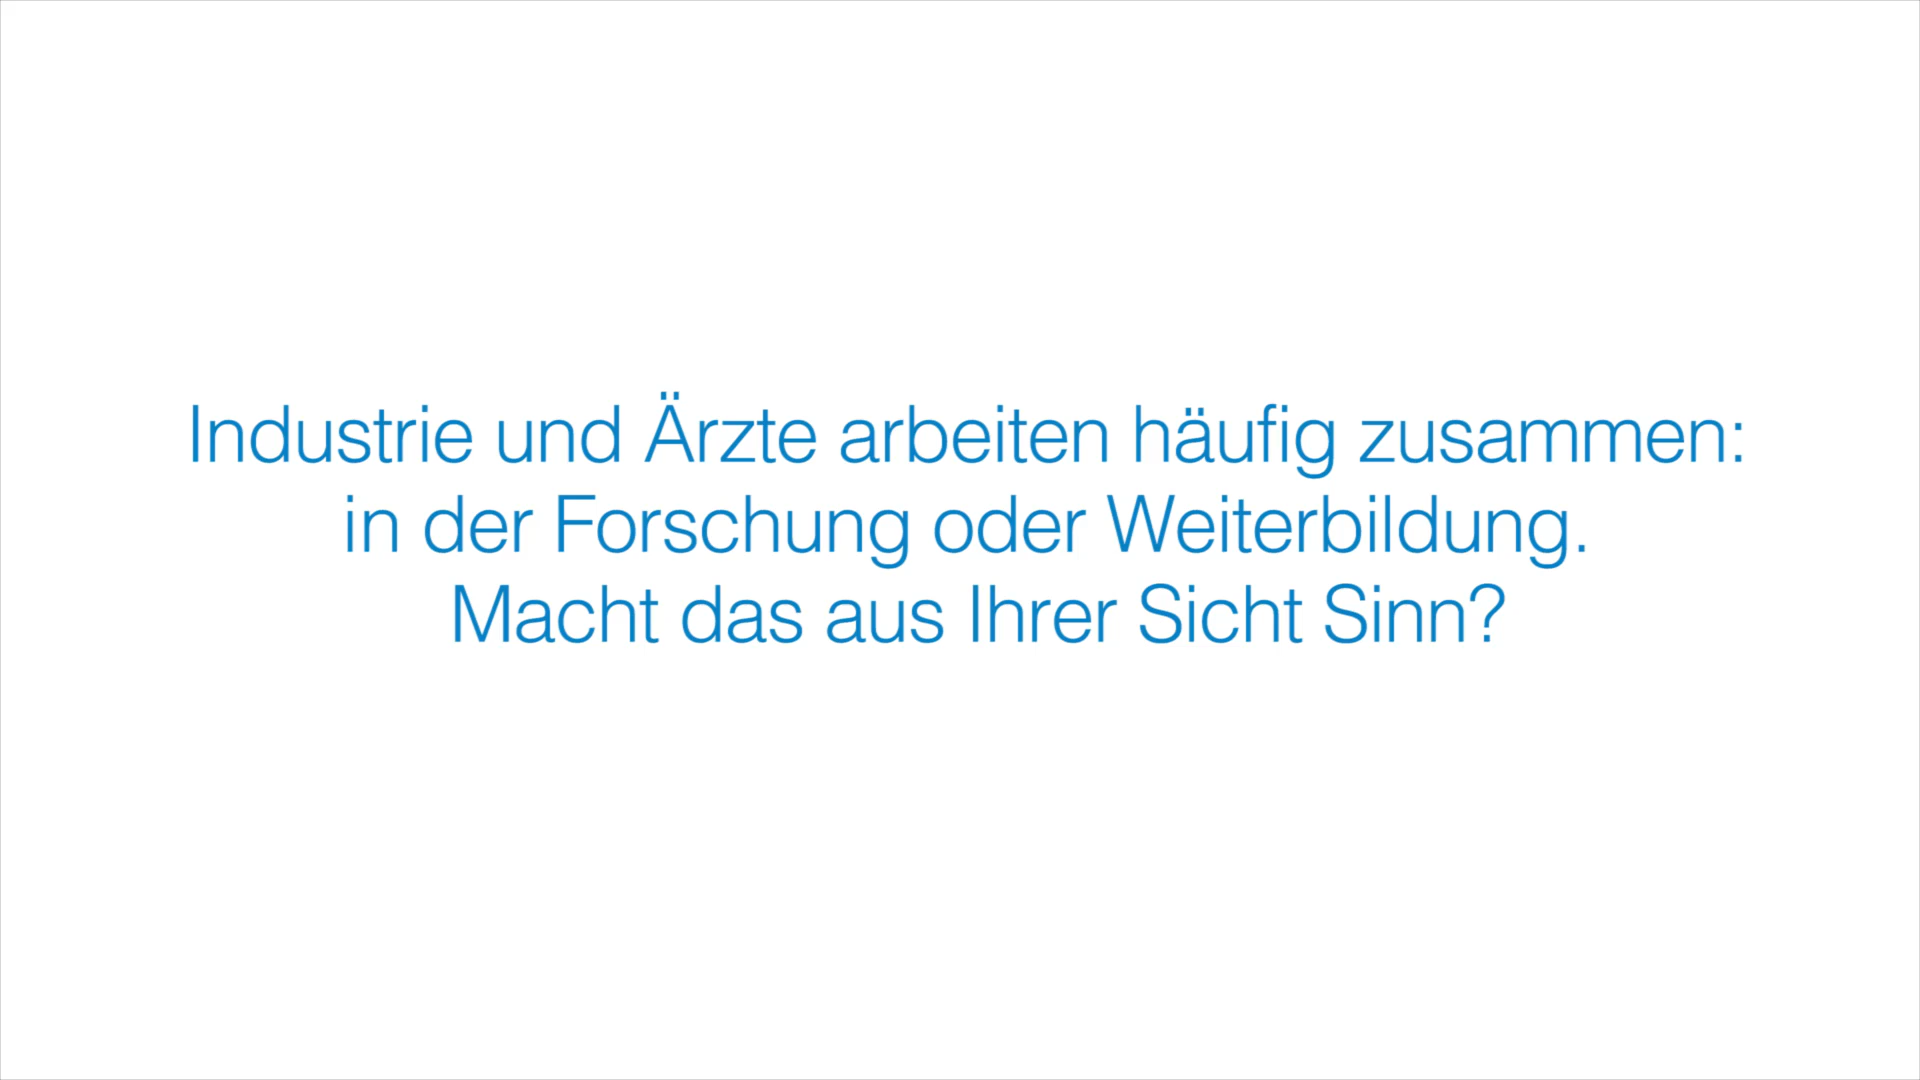 Industrie und Ärzte arbeiten häufig zusammen:
in der Forschung oder Weiterbildung.
Macht das aus Ihrer Sicht Sinn?